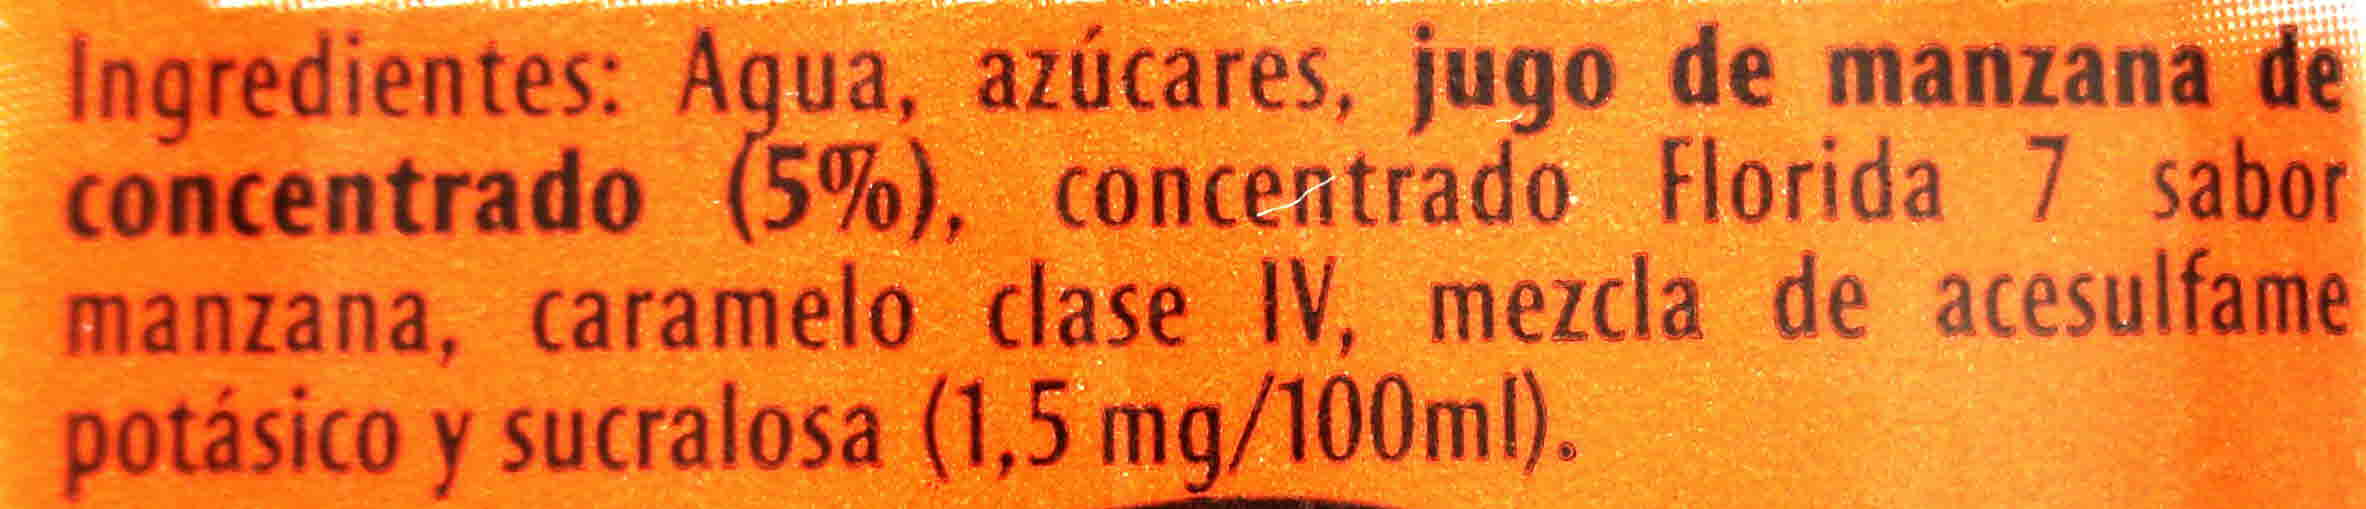 Ingredientes: Agua, azúcares, jugo de manzana de
concentrado (5%), concentrado Florida 7 sabor
manzana, caramelo clase IV, mezcla de acesulfame
potásico y sucralosa (1,5 mg/100ml).